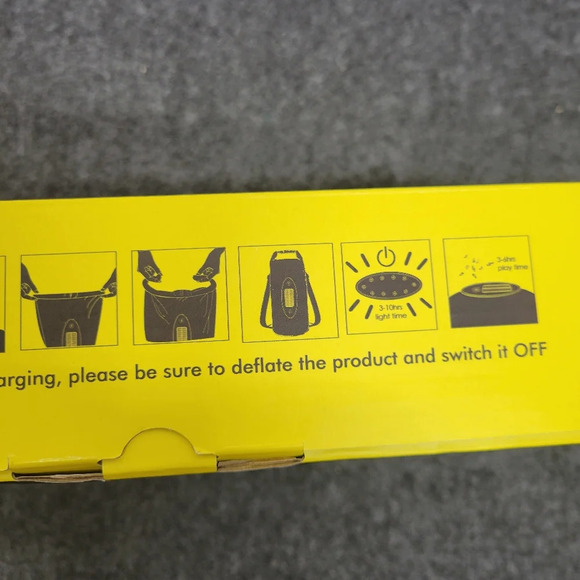 3-6hrs
play time
3-10hrs
light time
arging, please be sure to deflate the product and switch it OFF